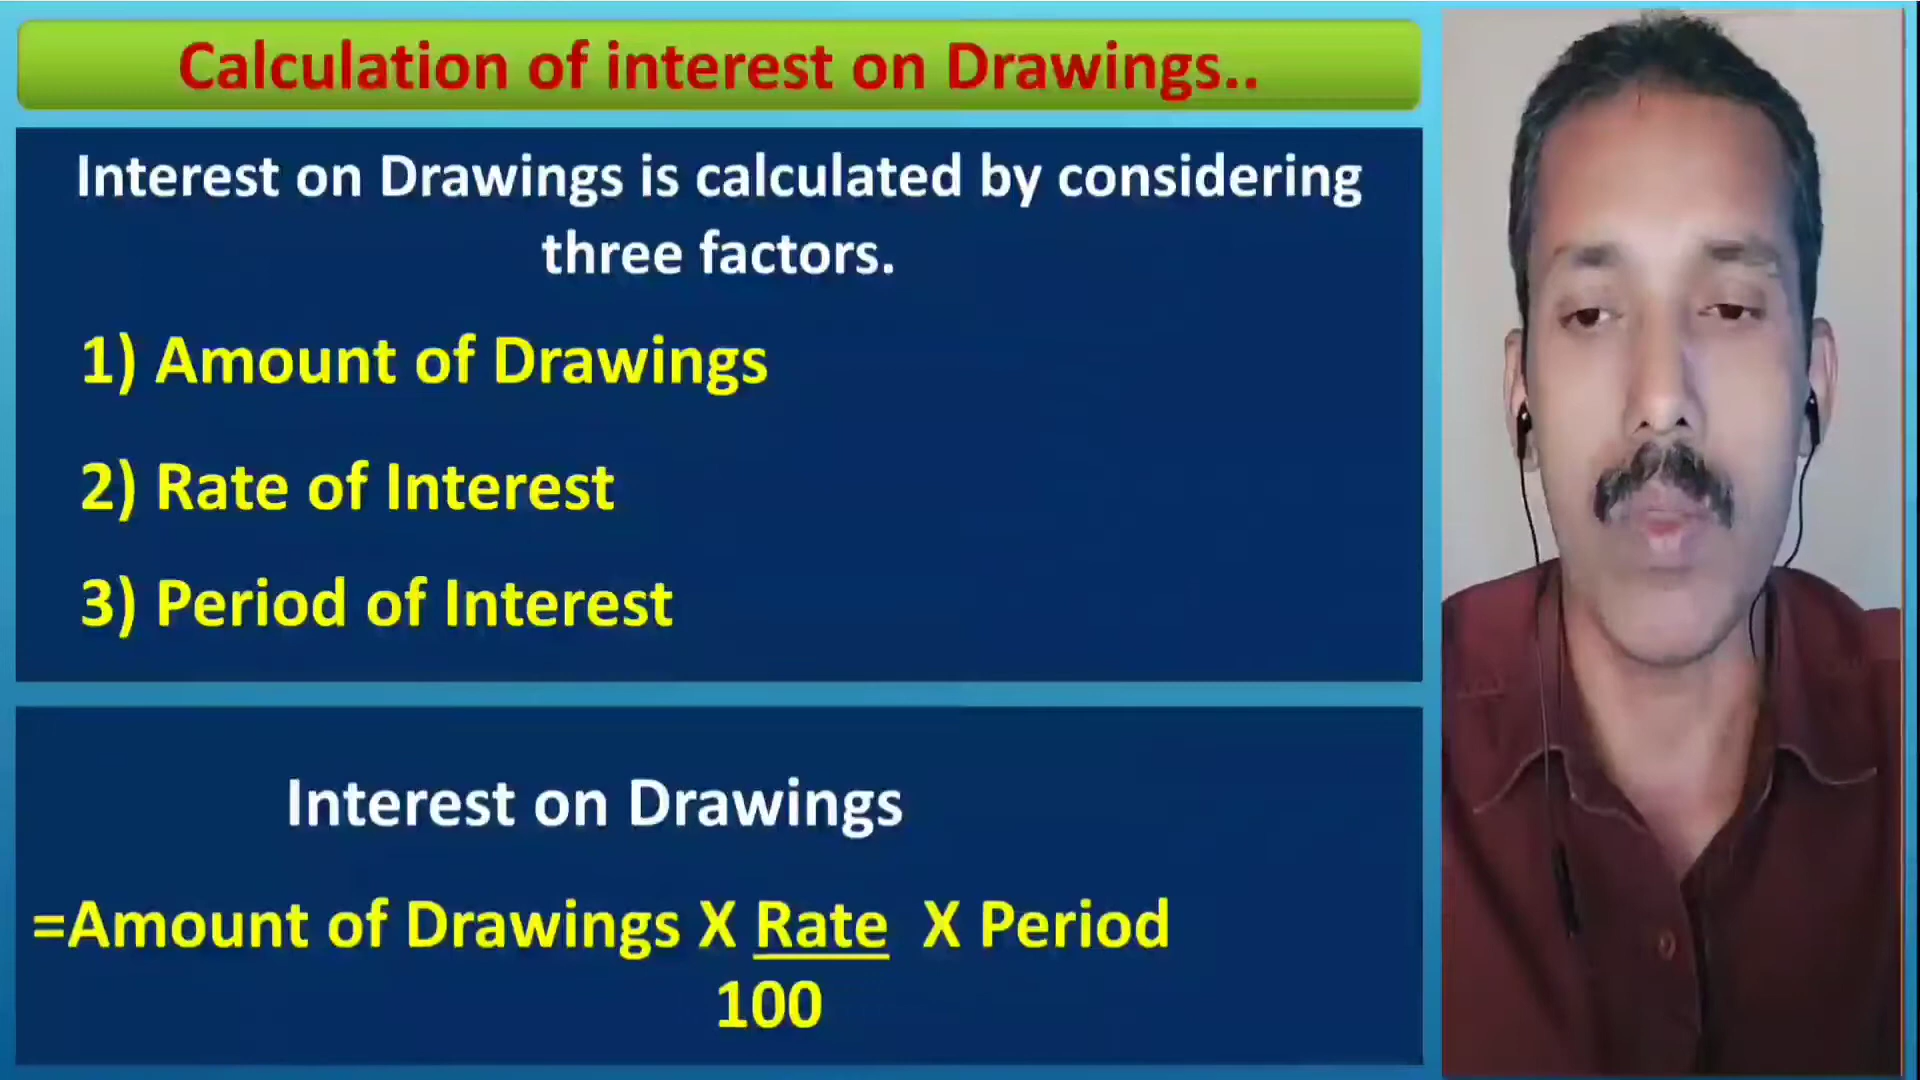 Calculation of interest on Drawings..
Interest on Drawings is calculated by considering
three factors.
1) Amount of Drawings
2) Rate of Interest
3) Period of Interest
Interest on Drawings
=Amount of Drawings X Rate X Period
100